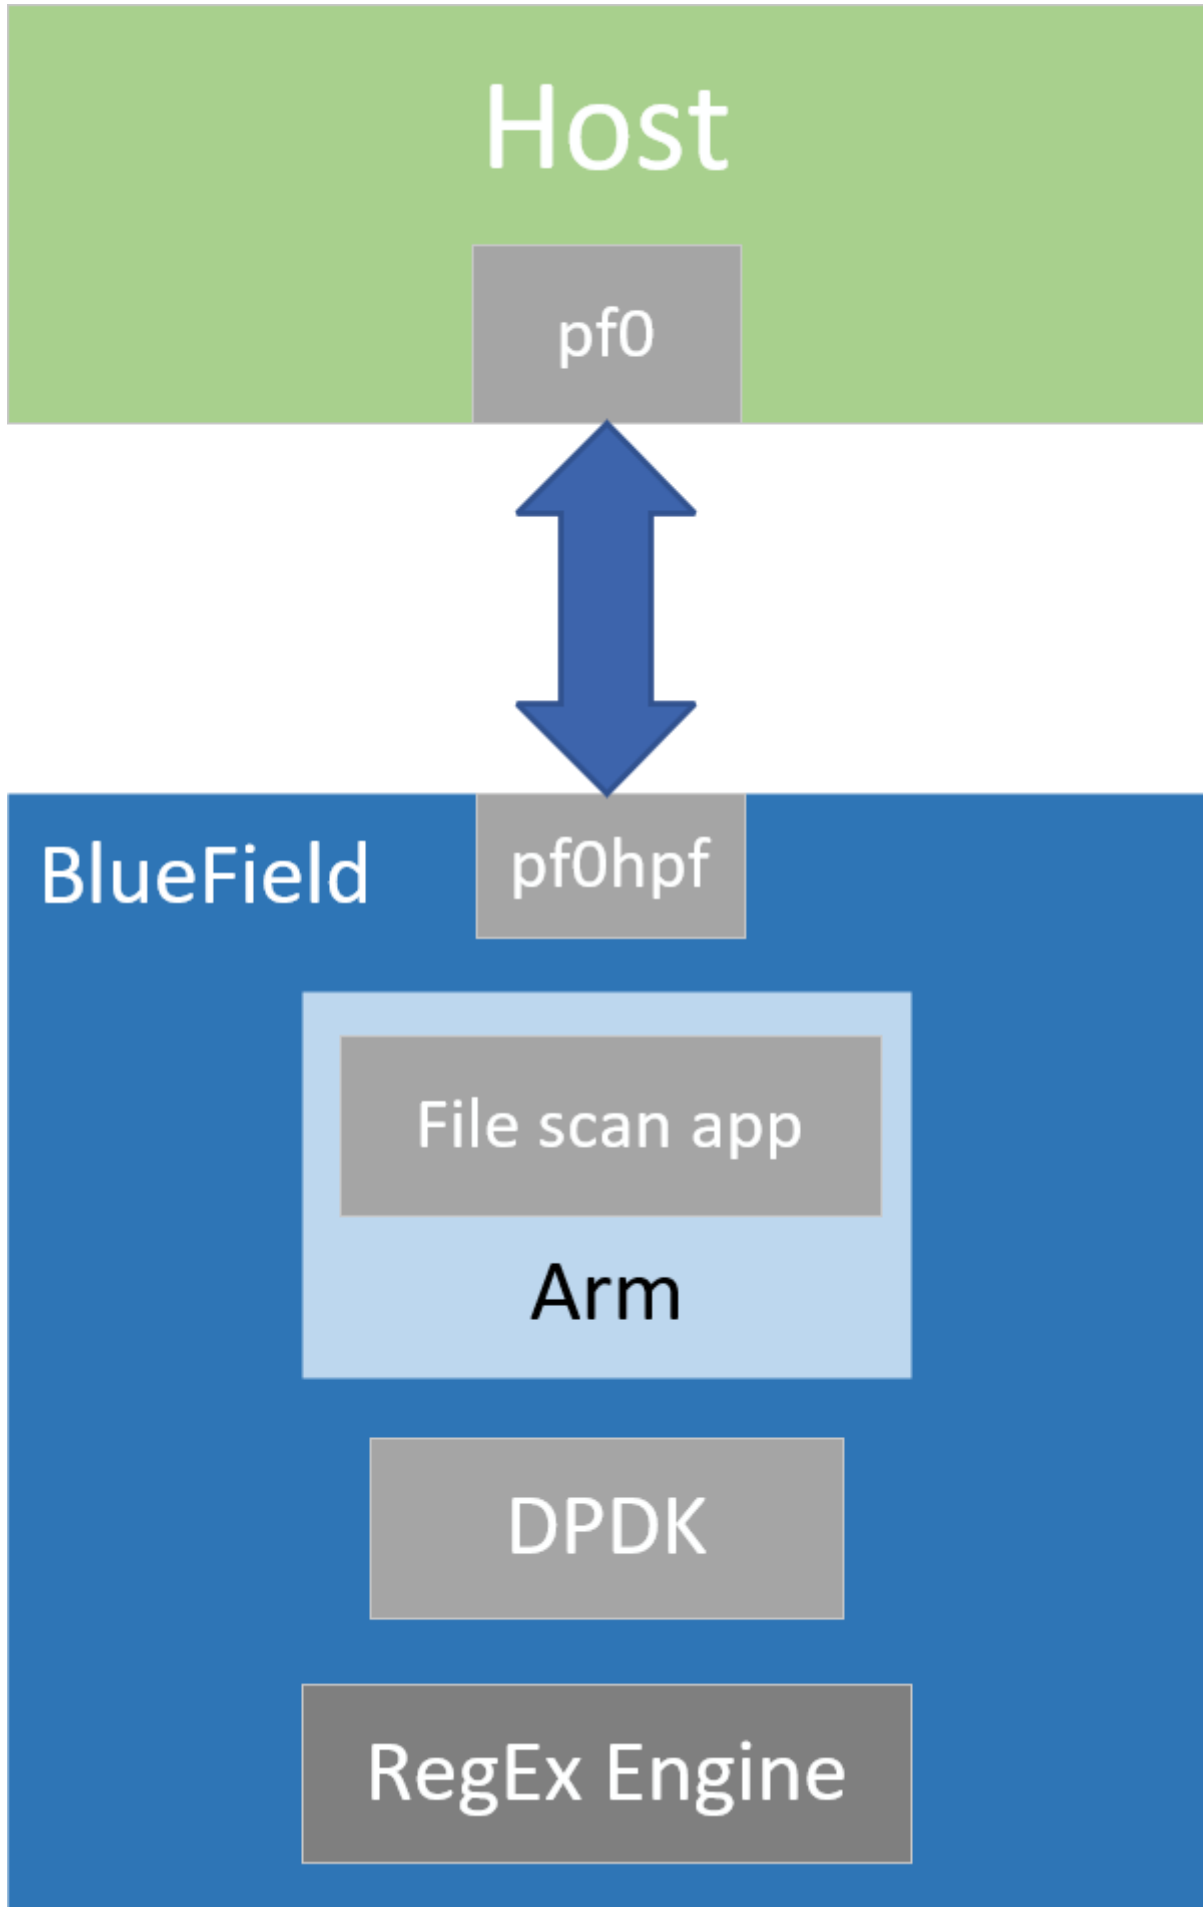 Host
pf0
BlueField
pf0hpf
File scan app
Arm
DPDK
RegEx Engine